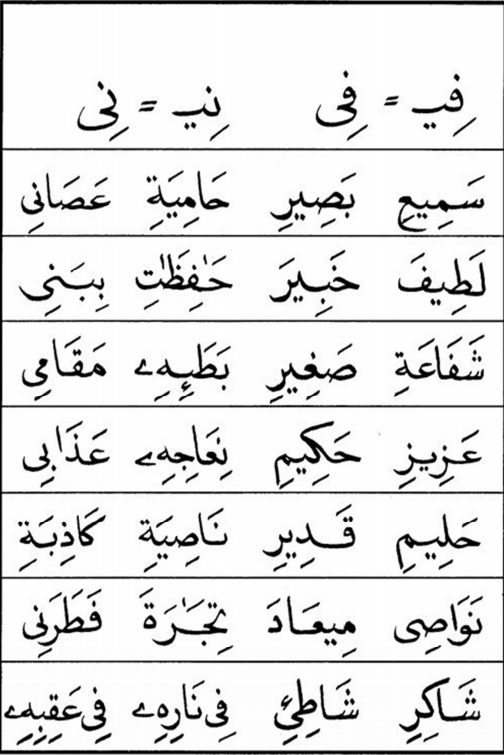 فِيـ = فِى نِيـ = نِى
سَمِيعِ بَصِيرِ حَامِيَةِ عَصَانِي
لَطِيفَ خَبِيرَ حَٰفِظَٰتِ بِبَنِي
شَفَاعَةِ صَغِيرِ بَطَٓئِهِۦ مَقَامِي
عَزِيزِ حَكِيمِ نِعَاجِهِۦ عَذَابِي
حَلِيمِ قَدِيرِ نَاصِيَةِ كَاذِبَةِ
نَوَاصِى مِيعَادَ تِجَٰرَةَ فَطَرَنِي
شَاكِرِ شَاطِئِ فِى نَارِهِۦ فِى عَقِبِهِۦ